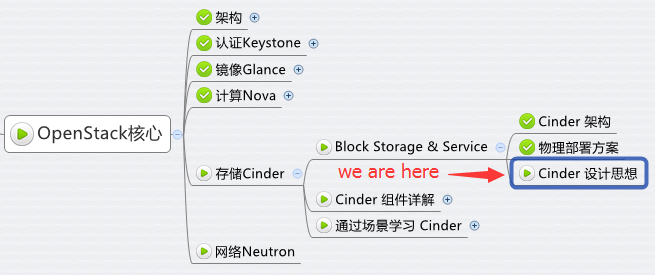 OpenStack核心
架构
认证Keystone
镜像Glance
计算Nova
存储Cinder
Block Storage & Service
Cinder 架构
物理部署方案
we are here
Cinder 设计思想
Cinder 组件详解
通过场景学习 Cinder
网络Neutron